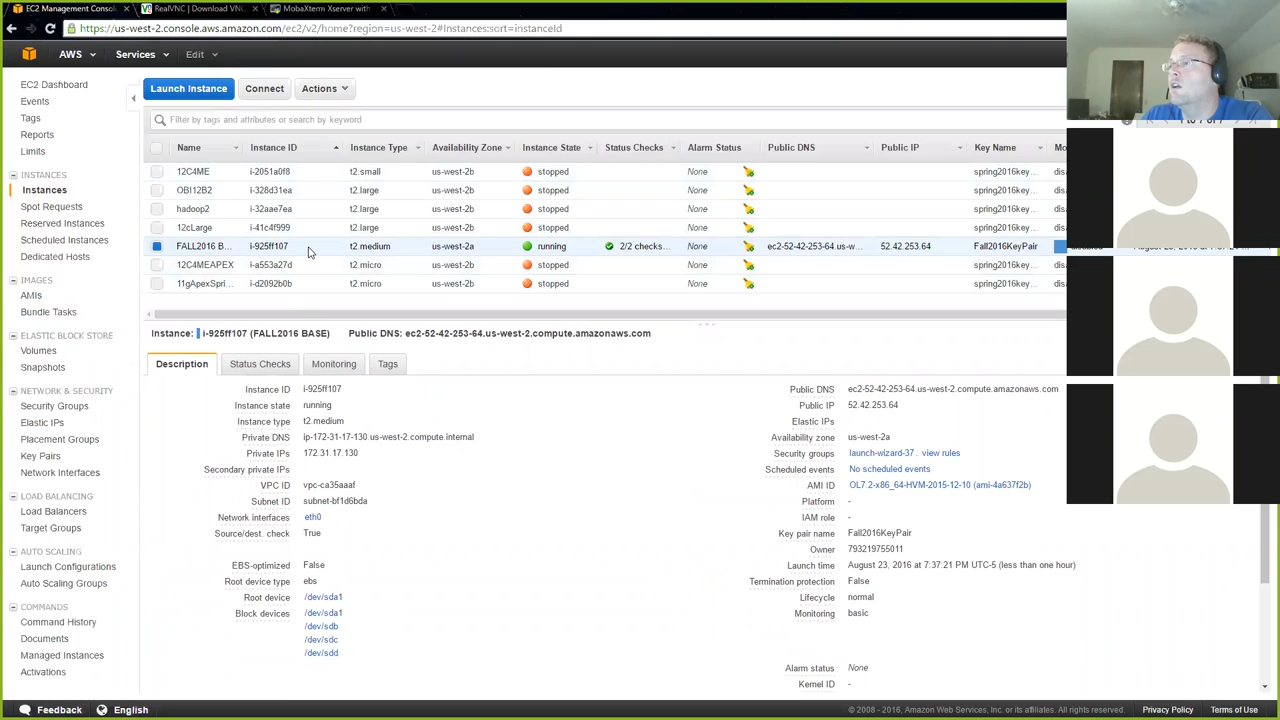 EC2 Management Conso
RealVNC | Download VNC
MobaXterm Xserver with
https://us-west-2.console.aws.amazon.com/ec2/v2/home?region=us-west-2#Instances:sort=instanceId
AWS Services Edit
EC2 Dashboard
Events
Tags
Reports
Limits
INSTANCES
Instances
Spot Requests
Reserved Instances
Scheduled Instances
Dedicated Hosts
IMAGES
AMIs
Bundle Tasks
ELASTIC BLOCK STORE
Volumes
Snapshots
NETWORK & SECURITY
Security Groups
Elastic IPs
Placement Groups
Key Pairs
Network Interfaces
LOAD BALANCING
Load Balancers
Target Groups
AUTO SCALING
Launch Configurations
Auto Scaling Groups
COMMANDS
Command History
Documents
Managed Instances
Activations
Launch Instance Connect Actions
Filter by tags and attributes or search by keyword
Name Instance ID Instance Type Availability Zone Instance State Status Checks Alarm Status Public DNS Public IP Key Name
12C4ME i-2051a0f8 t2.small us-west-2b stopped None spring2016key...
OBI12B2 i-328d31ea t2.large us-west-2b stopped None spring2016key...
hadoop2 i-32aae7ea t2.large us-west-2b stopped None spring2016key...
12cLarge i-41c4f999 t2.large us-west-2b stopped None spring2016key...
FALL2016 B... i-925ff107 t2.medium us-west-2a running 2/2 checks... None ec2-52-42-253-64.us-w... 52.42.253.64 Fall2016KeyPair
12C4MEAPEX i-a553a27d t2.micro us-west-2b stopped None spring2016key...
11gApexSpri... i-d2092b0b t2.micro us-west-2b stopped None spring2016key...
Instance: i-925ff107 (FALL2016 BASE) Public DNS: ec2-52-42-253-64.us-west-2.compute.amazonaws.com
Description Status Checks Monitoring Tags
Instance ID i-925ff107
Instance state running
Instance type t2.medium
Private DNS ip-172-31-17-130.us-west-2.compute.internal
Private IPs 172.31.17.130
Secondary private IPs
VPC ID vpc-ca35aaaf
Subnet ID subnet-bf1d6bda
Network interfaces eth0
Source/dest. check True
EBS-optimized False
Root device type ebs
Root device /dev/sda1
Block devices /dev/sda1
/dev/sdb
/dev/sdc
/dev/sdd
Public DNS ec2-52-42-253-64.us-west-2.compute.amazonaws.com
Public IP 52.42.253.64
Elastic IPs
Availability zone us-west-2a
Security groups launch-wizard-37. view rules
Scheduled events No scheduled events
AMI ID OL7.2-x86_64-HVM-2015-12-10 (ami-4a637f2b)
Platform -
IAM role -
Key pair name Fall2016KeyPair
Owner 793219755011
Launch time August 23, 2016 at 7:37:21 PM UTC-5 (less than one hour)
Termination protection False
Lifecycle normal
Monitoring basic
Alarm status None
Kernel ID -
Feedback English
© 2008 - 2016, Amazon Web Services, Inc. or its affiliates. All rights reserved. Privacy Policy Terms of Use